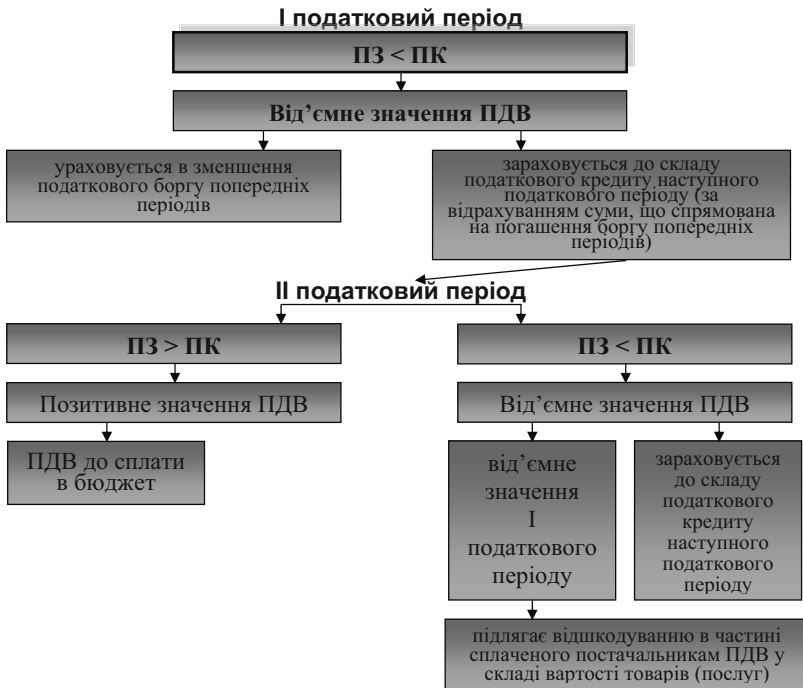 І податковий період
ПЗ < ПК
Від’ємне значення ПДВ
ураховується в зменшення
податкового боргу попередніх
періодів
зараховується до складу
податкового кредиту наступного
податкового періоду (за
відрахуванням суми, що спрямована
на погашення боргу попередніх
періодів)
ІІ податковий період
ПЗ > ПК
Позитивне значення ПДВ
ПДВ до сплати
в бюджет
ПЗ < ПК
Від’ємне значення ПДВ
від’ємне
значення
І
податкового
періоду
зараховується
до складу
податкового
кредиту
наступного
податкового
періоду
підлягає відшкодуванню в частині
сплаченого постачальникам ПДВ у
складі вартості товарів (послуг)